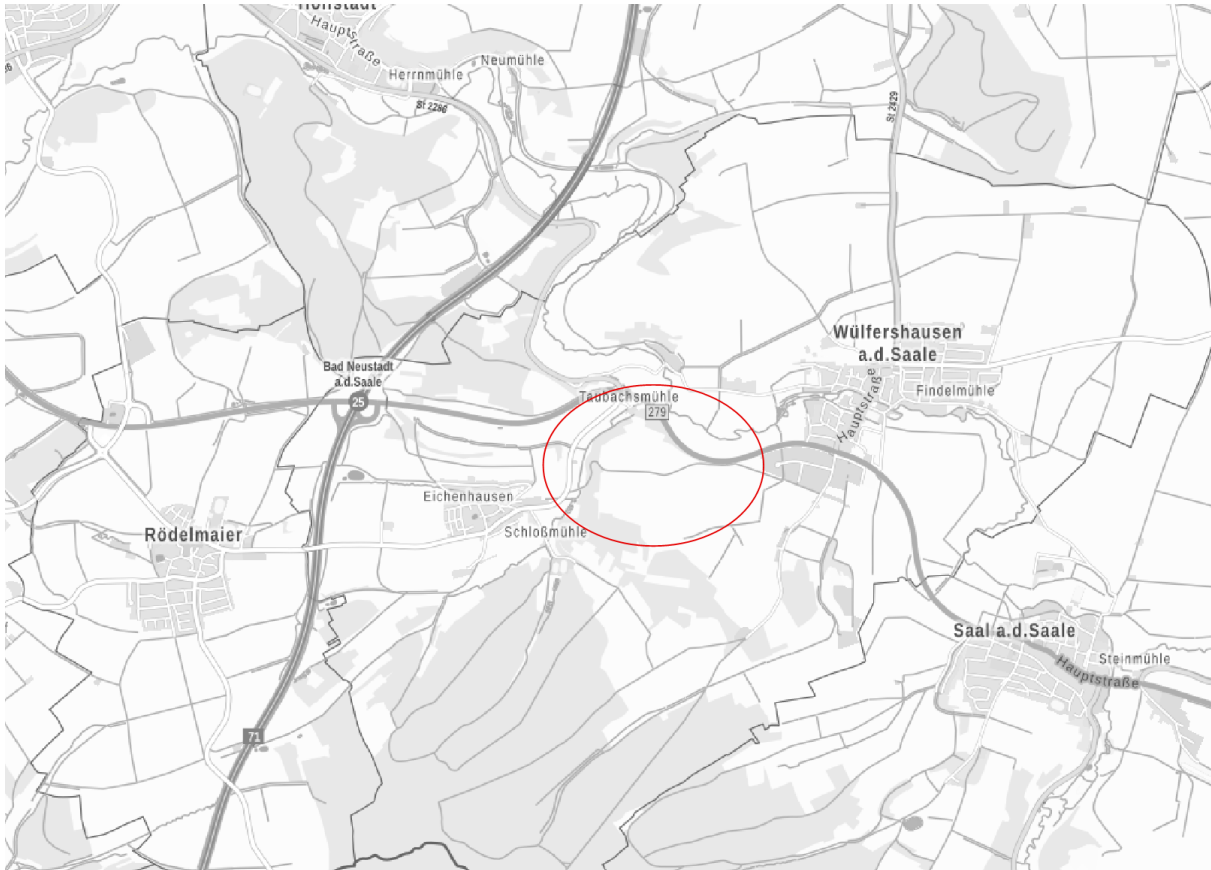 Hollstadt
Hauptstraße
Neumühle
Herrnmühle
St 2286
St 2429
Wülfershausen
a.d.Saale
Bad Neustadt
a.d.Saale
25
Taubachsmühle
279
Hauptstraße
Findelmühle
Eichenhausen
Schloßmühle
Rödelmaier
Saal a.d.Saale
Hauptstraße
Steinmühle
71